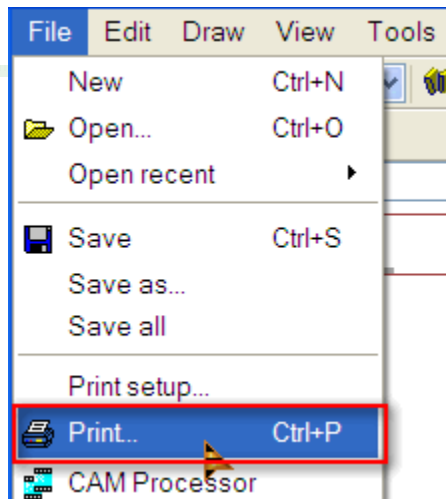 File Edit Draw View Tools
New Ctrl+N
Open... Ctrl+O
Open recent
Save Ctrl+S
Save as...
Save all
Print setup...
Print... Ctrl+P
CAM Processor